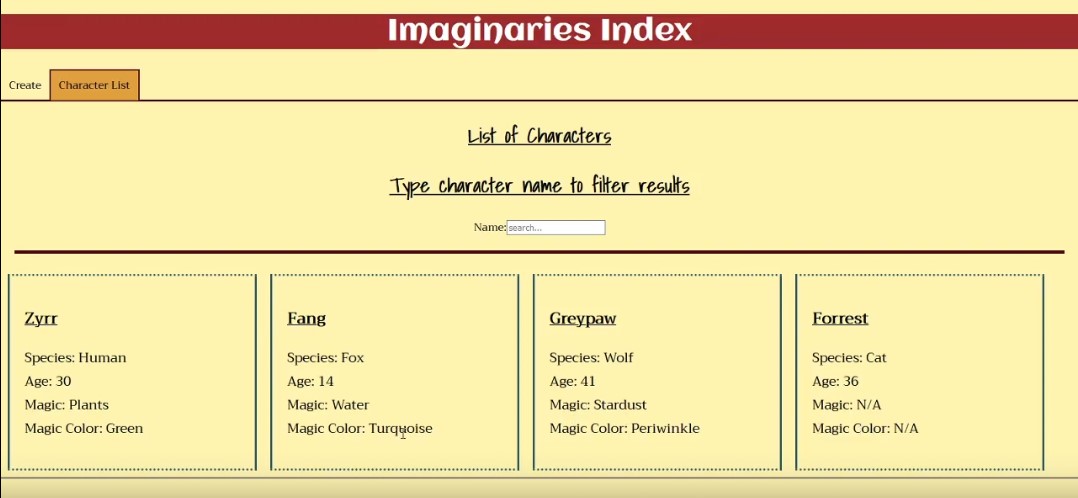 Imaginaries Index
Create
Character List
List of Characters
Type character name to filter results
Name: search...
Zyrr
Species: Human
Age: 30
Magic: Plants
Magic Color: Green
Fang
Species: Fox
Age: 14
Magic: Water
Magic Color: Turquoise
Greypaw
Species: Wolf
Age: 41
Magic: Stardust
Magic Color: Periwinkle
Forrest
Species: Cat
Age: 36
Magic: N/A
Magic Color: N/A